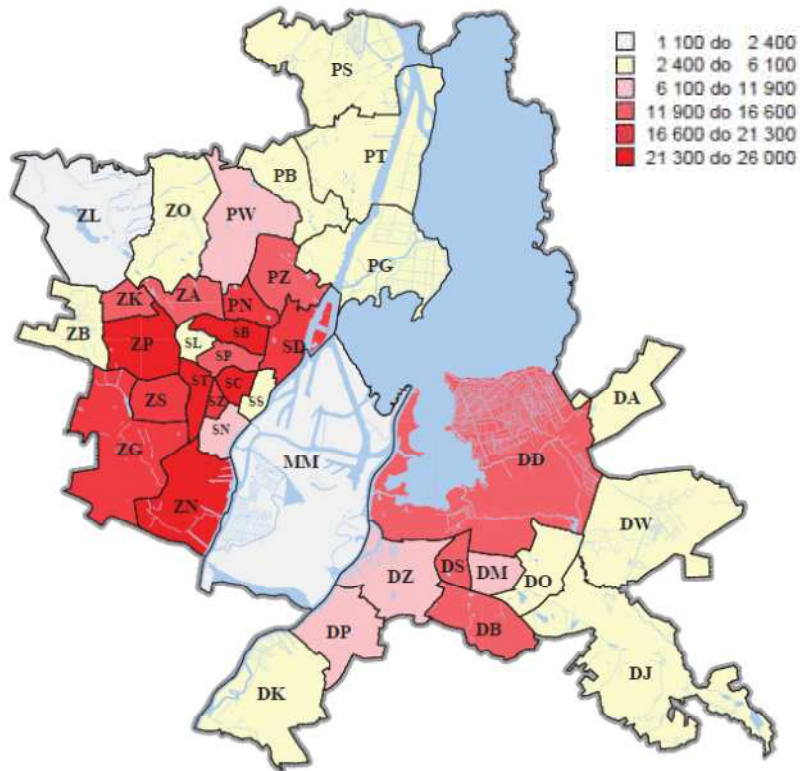 PS
1 100 do 2 400
2 400 do 6 100
6 100 do 11 900
11 900 do 16 600
16 600 do 21 300
21 300 do 26 000
PT
PB
ZL
ZO
PW
PG
PZ
ZK
ZA
PN
ZB
ZP
SL
SB
SD
SP
ST
SC
ZS
SZ
SS
DA
SN
ZG
MM
DD
ZN
DW
DZ
DS
DM
DO
DP
DB
DJ
DK